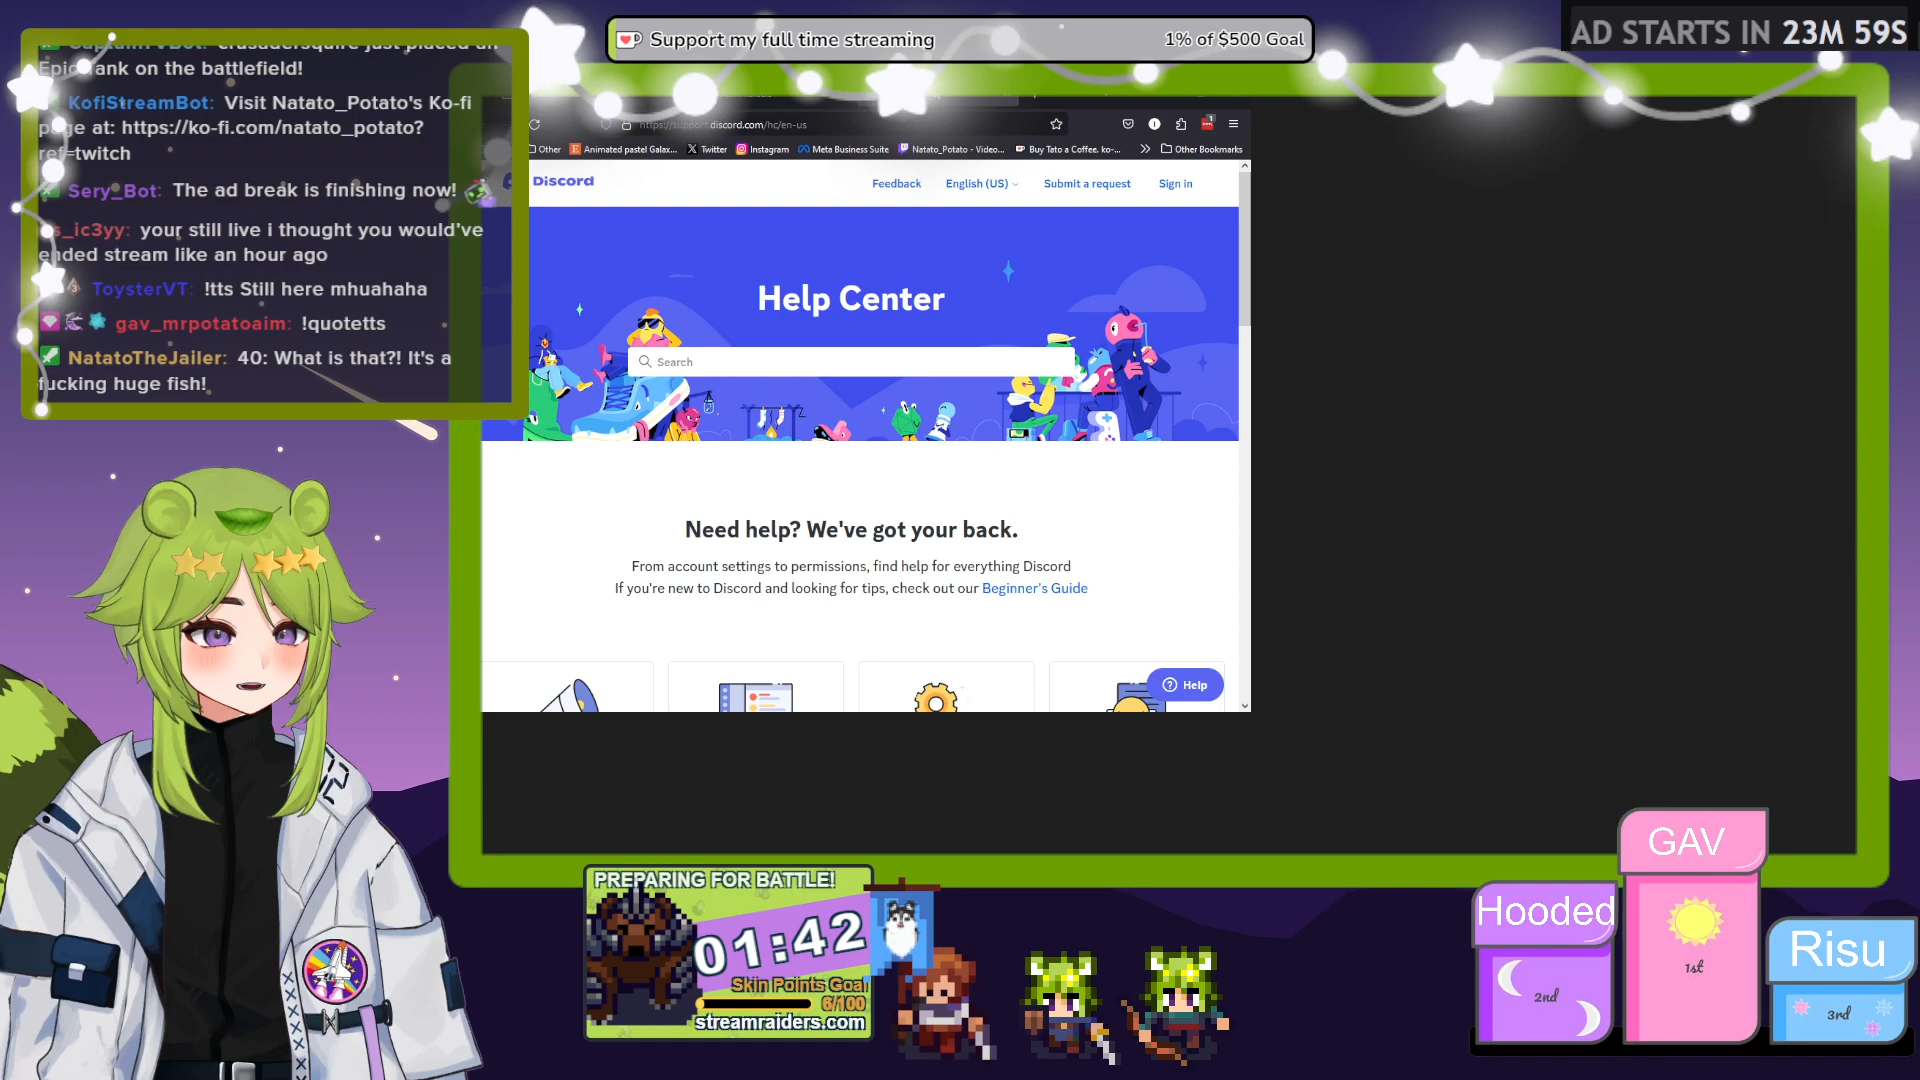 AD STARTS IN 23M 59S
Support my full time streaming
1% of $500 Goal
crusadersquire just placed an
Epic Tank on the battlefield!
KofiStreamBot: Visit Natato_Potato's Ko-fi
page at: https://ko-fi.com/natato_potato?
ref=twitch
Sery_Bot: The ad break is finishing now!
s_ic3yy: your still live i thought you would've
ended stream like an hour ago
ToysterVT: !tts Still here mhuahaha
gav_mrpotatoaim: !quotetts
NatatoTheJailer: 40: What is that?! It's a
fucking huge fish!
https://support.discord.com/hc/en-us
Other
Animated pastel Galax...
Twitter
Instagram
Meta Business Suite
Natato_Potato - Video...
Buy Tato a Coffee. ko-...
Other Bookmarks
Discord
Feedback
English (US)
Submit a request
Sign in
Help Center
Search
Need help? We've got your back.
From account settings to permissions, find help for everything Discord
If you're new to Discord and looking for tips, check out our Beginner's Guide
Help
PREPARING FOR BATTLE!
01:42
Skin Points Goal
6/100
streamraiders.com
Hooded
2nd
GAV
1st
Risu
3rd